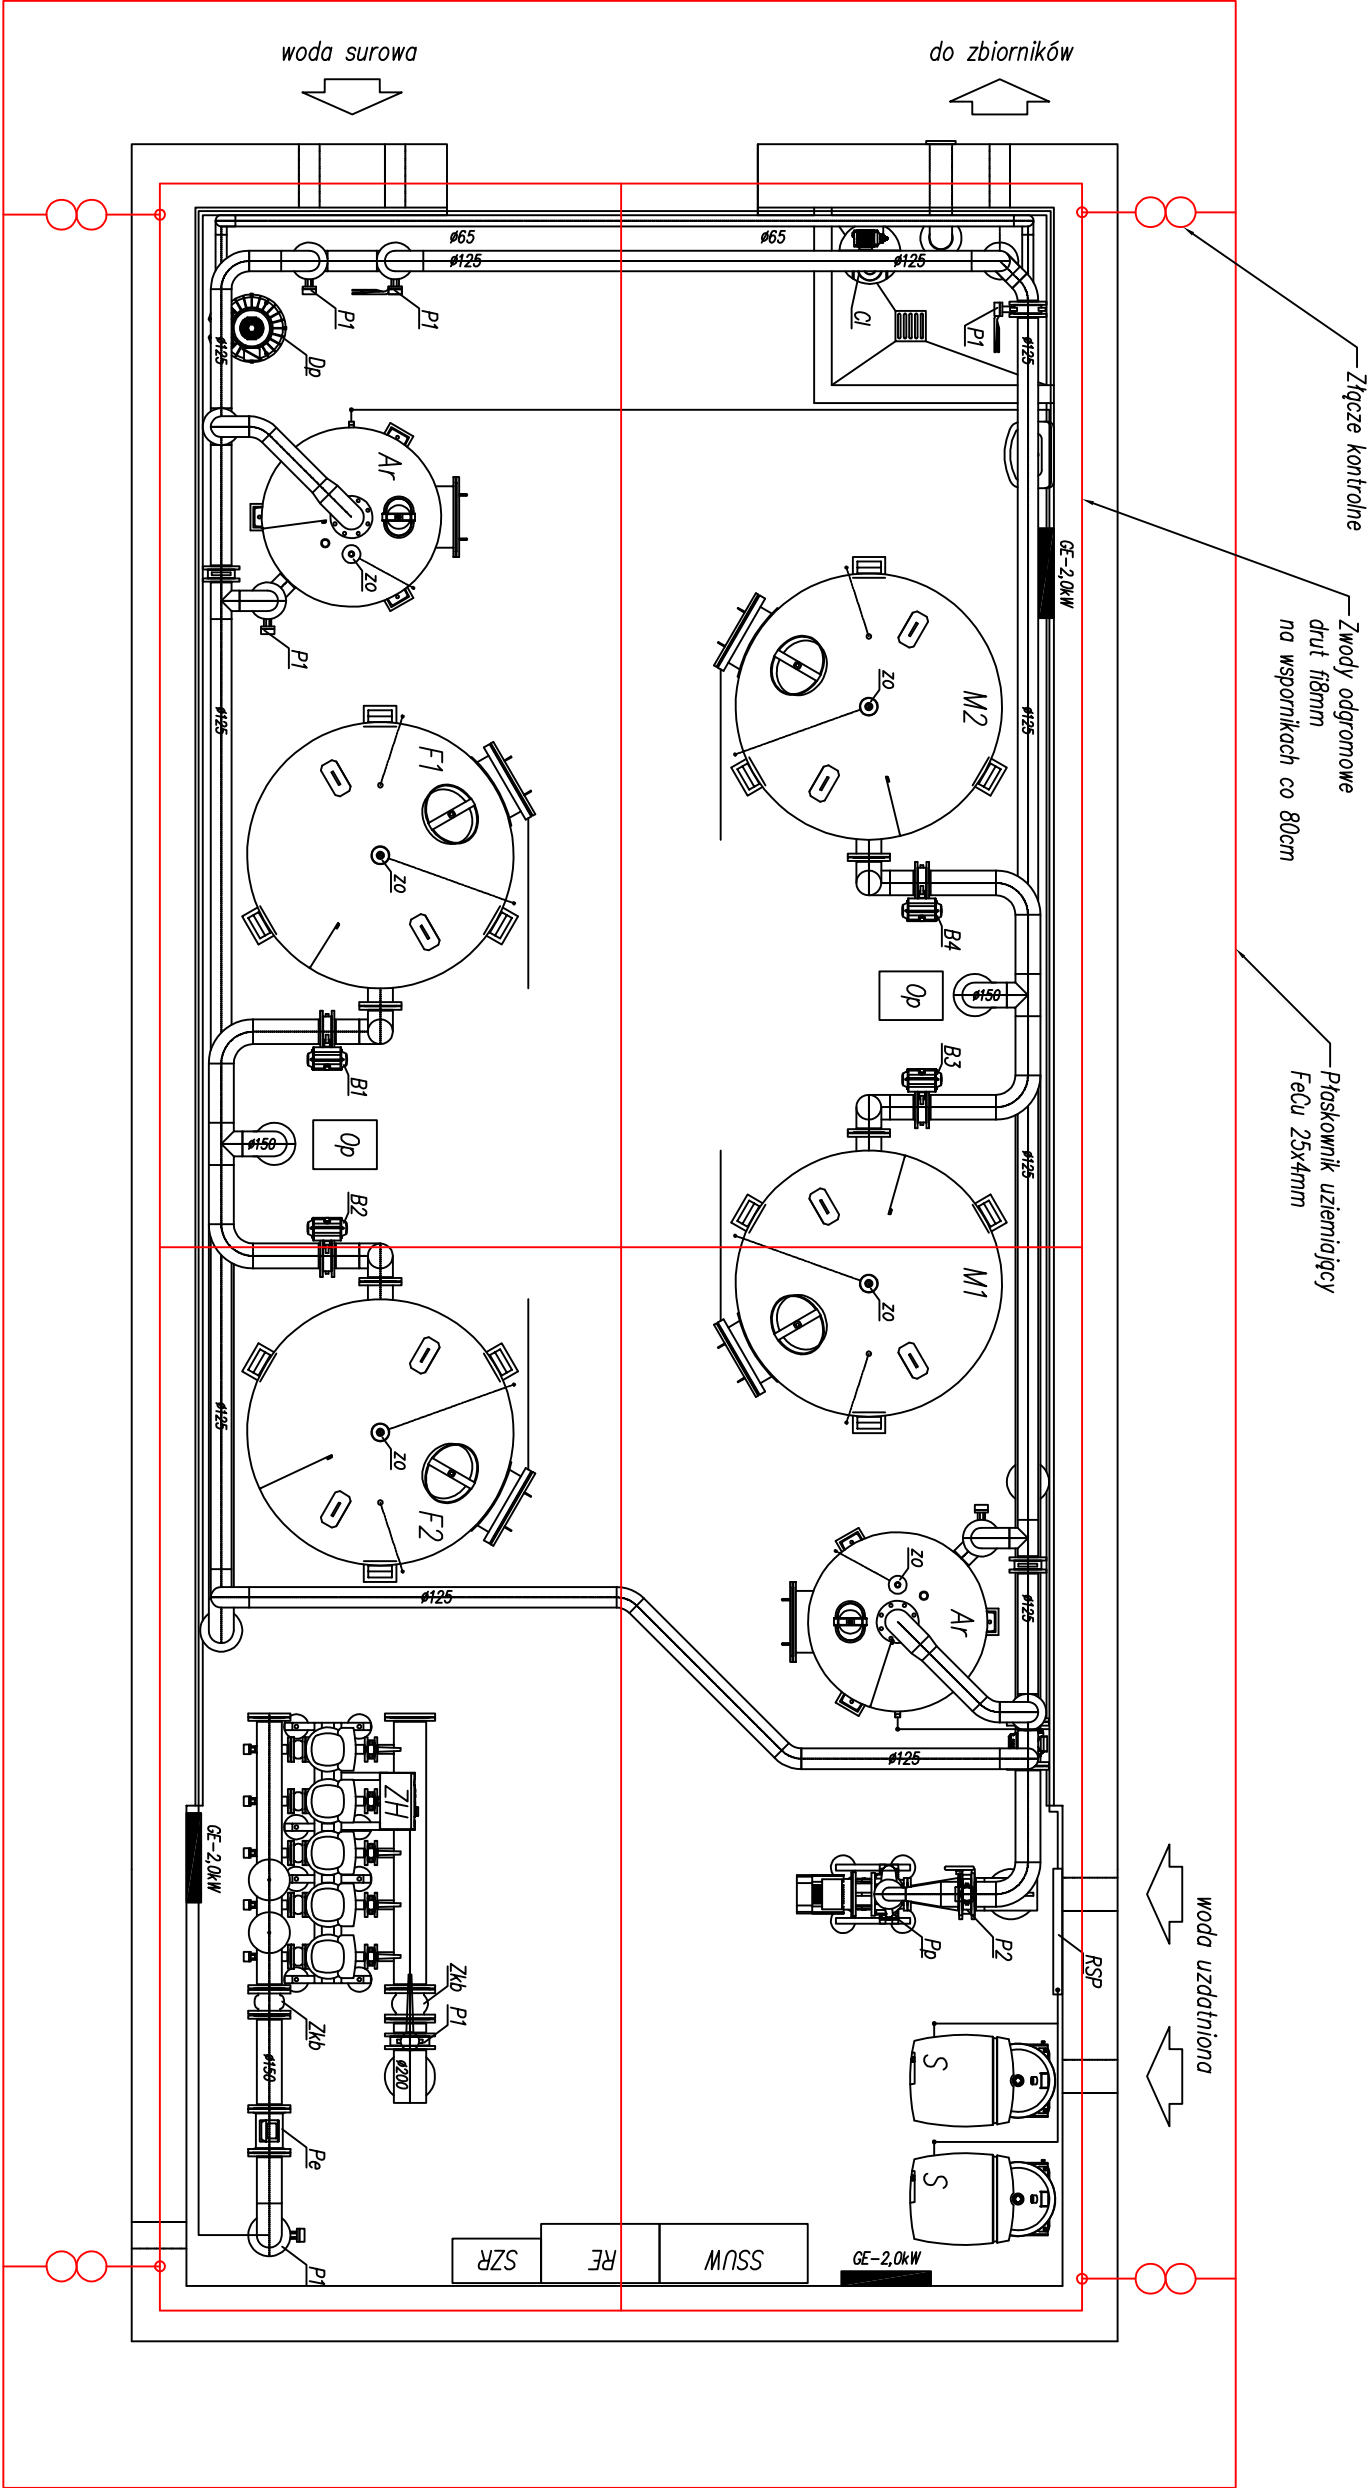 woda surowa
do zbiorników
Złącze kontrolne
Zwody odgromowe
drut fi8mm
na wspornikach co 80cm
Płaskownik uziemiający
FeCu 25x4mm
ø65
ø65
ø125
ø125
P1
P1
Cl
P1
ø125
ø125
Dp
Ar
zo
P1
GE-2,0kW
M2
zo
ø125
ø125
F1
zo
B4
Op
ø150
B3
B1
Op
ø150
B2
ø125
M1
zo
ø125
zo
F2
zo
Ar
ø125
ø125
ø125
ZH
GE-2,0kW
Pp
P2
RSP
woda uzdatniona
Zkb
P1
Zkb
ø150
ø200
S
Pe
S
P1
SZR
RE
SSUW
GE-2,0kW